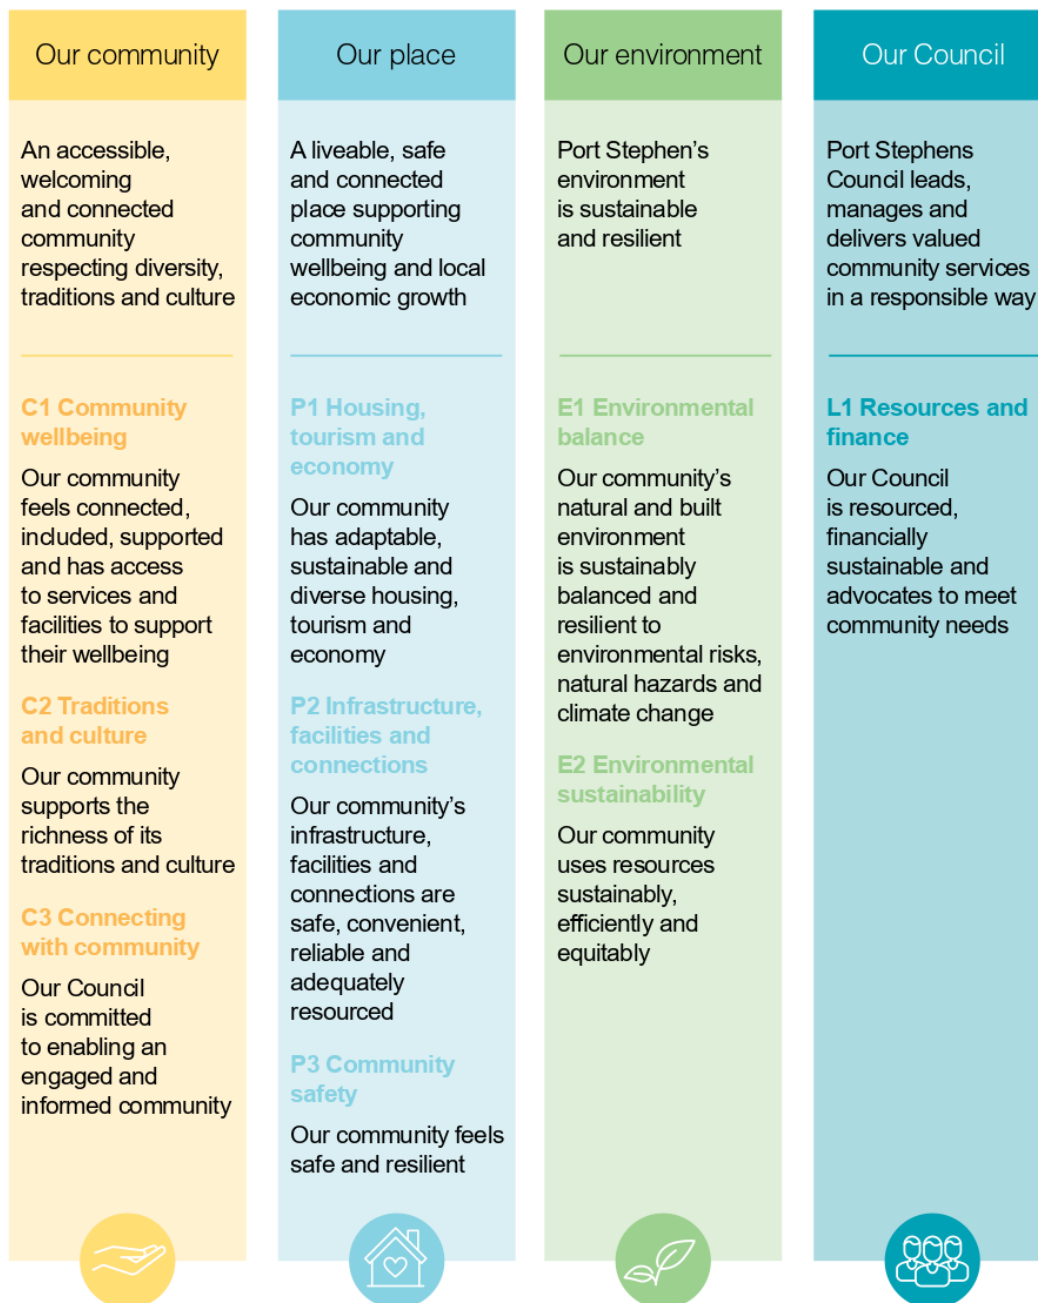 Our community
An accessible,
welcoming
and connected
community
respecting diversity,
traditions and culture
C1 Community
wellbeing
Our community
feels connected,
included, supported
and has access
to services and
facilities to support
their wellbeing
C2 Traditions
and culture
Our community
supports the
richness of its
traditions and culture
C3 Connecting
with community
Our Council
is committed
to enabling an
engaged and
informed community
Our place
A liveable, safe
and connected
place supporting
community
wellbeing and local
economic growth
P1 Housing,
tourism and
economy
Our community
has adaptable,
sustainable and
diverse housing,
tourism and
economy
P2 Infrastructure,
facilities and
connections
Our community’s
infrastructure,
facilities and
connections are
safe, convenient,
reliable and
adequately
resourced
P3 Community
safety
Our community feels
safe and resilient
Our environment
Port Stephen’s
environment
is sustainable
and resilient
E1 Environmental
balance
Our community’s
natural and built
environment
is sustainably
balanced and
resilient to
environmental risks,
natural hazards and
climate change
E2 Environmental
sustainability
Our community
uses resources
sustainably,
efficiently and
equitably
Our Council
Port Stephens
Council leads,
manages and
delivers valued
community services
in a responsible way
L1 Resources and
finance
Our Council
is resourced,
financially
sustainable and
advocates to meet
community needs